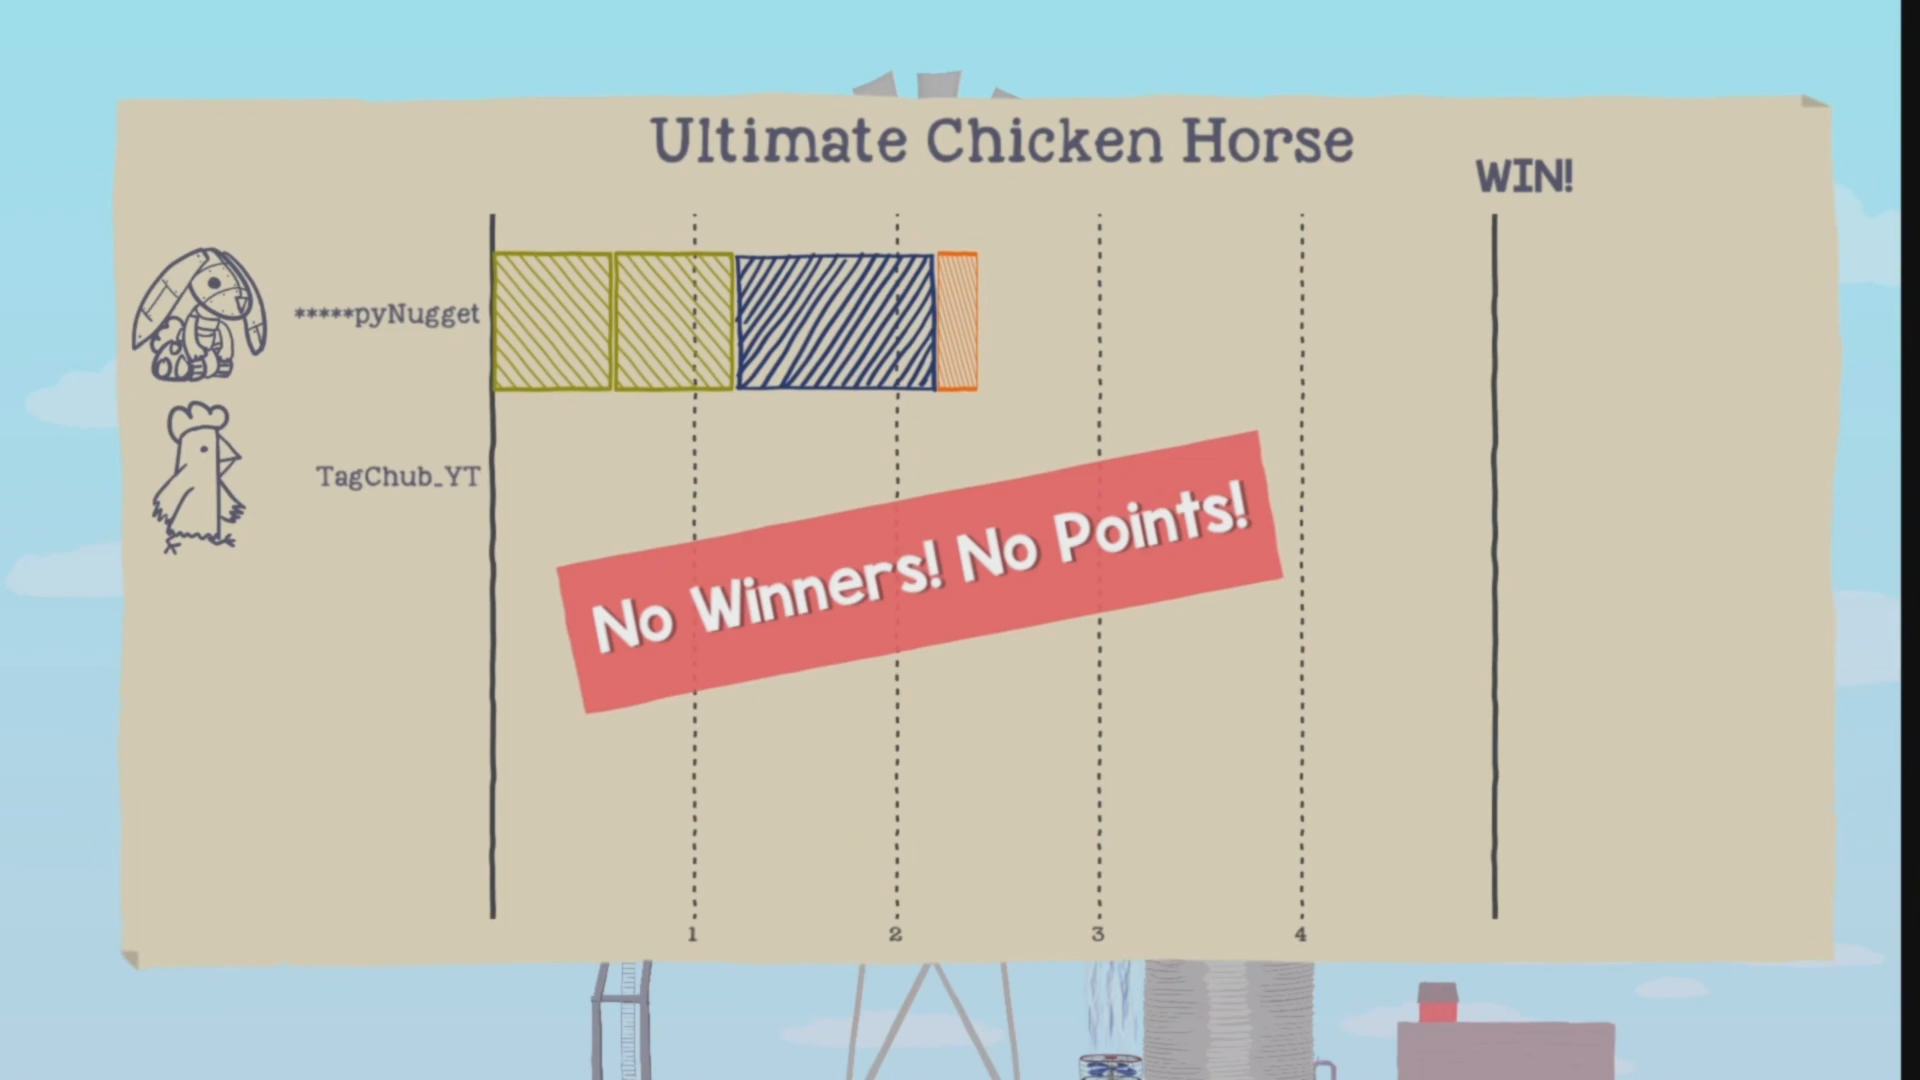 Ultimate Chicken Horse
WIN!
*****pyNugget
TagChub_YT
No Winners! No Points!
1 2 3 4